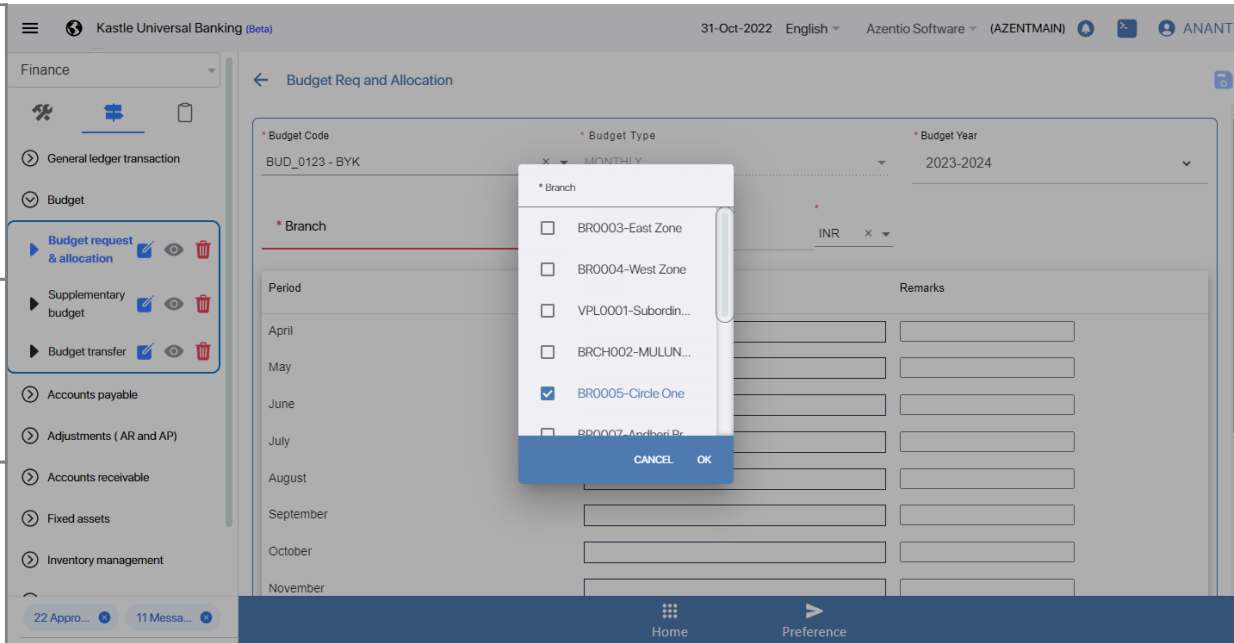 Kastle Universal Banking (Beta)
31-Oct-2022 English Azentio Software (AZENTMAIN) ANANT
Finance
Budget Req and Allocation
General ledger transaction
Budget
Budget request
& allocation
Supplementary
budget
Budget transfer
Accounts payable
Adjustments ( AR and AP)
Accounts receivable
Fixed assets
Inventory management
22 Appro...
11 Messa...
* Budget Code
* Budget Type
* Budget Year
BUD_0123 - BYK
MONTHLY
2023-2024
* Branch
*
INR
Period
Remarks
April
May
June
July
August
September
October
November
* Branch
BR0003-East Zone
BR0004-West Zone
VPL0001-Subordin...
BRCH002-MULUN...
BR0005-Circle One
BR0007-Andheri Br
CANCEL OK
Home
Preference